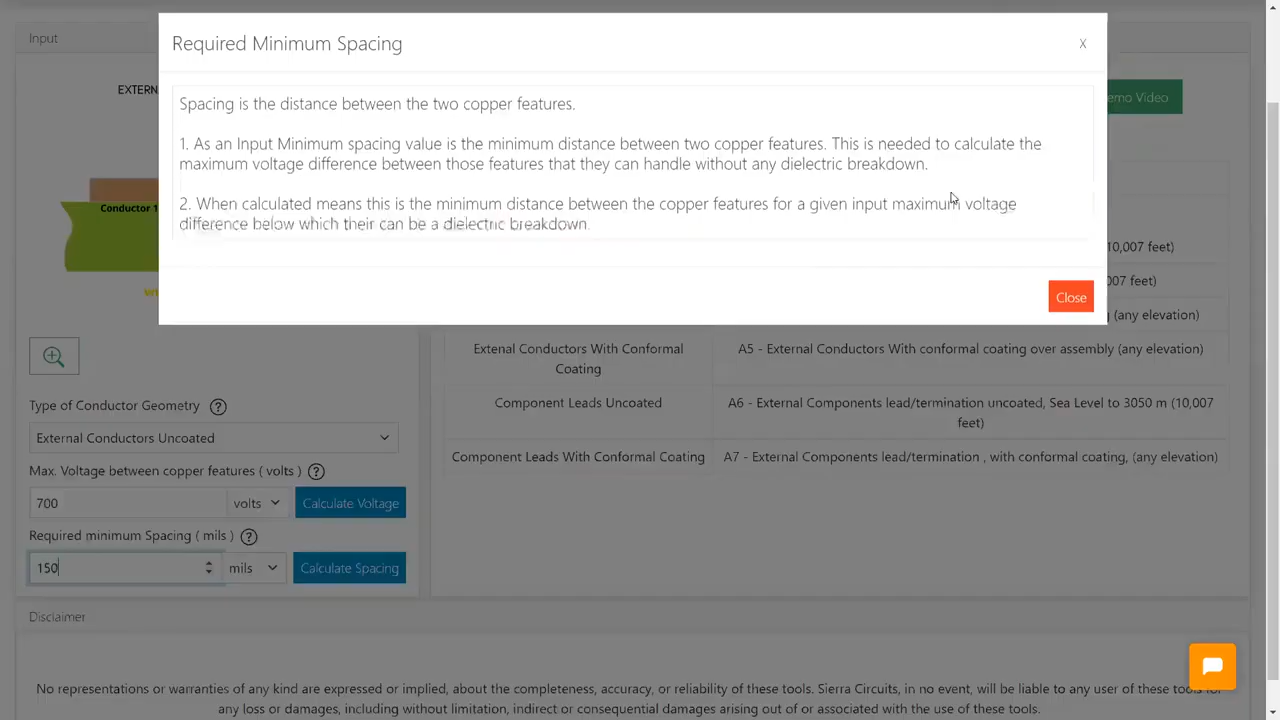 Input
Required Minimum Spacing
X
EXTERN
emo Video
Spacing is the distance between the two copper features.
1. As an Input Minimum spacing value is the minimum distance between two copper features. This is needed to calculate the
maximum voltage difference between those features that they can handle without any dielectric breakdown.
2. When calculated means this is the minimum distance between the copper features for a given input maximum voltage
difference below which their can be a dielectric breakdown.
Conductor 1
10,007 feet)
007 feet)
(any elevation)
Close
Extenal Conductors With Conformal
Coating
A5 - External Conductors With conformal coating over assembly (any elevation)
Component Leads Uncoated
A6 - External Components lead/termination uncoated, Sea Level to 3050 m (10,007
feet)
Component Leads With Conformal Coating
A7 - External Components lead/termination , with conformal coating, (any elevation)
Type of Conductor Geometry ?
External Conductors Uncoated
Max. Voltage between copper features ( volts ) ?
700
volts
Calculate Voltage
Required minimum Spacing ( mils ) ?
150
mils
Calculate Spacing
Disclaimer
No representations or warranties of any kind are expressed or implied, about the completeness, accuracy, or reliability of these tools. Sierra Circuits, in no event, will be liable to any user of these tools for
any loss or damages, including without limitation, indirect or consequential damages arising out of or associated with the use of these tools.